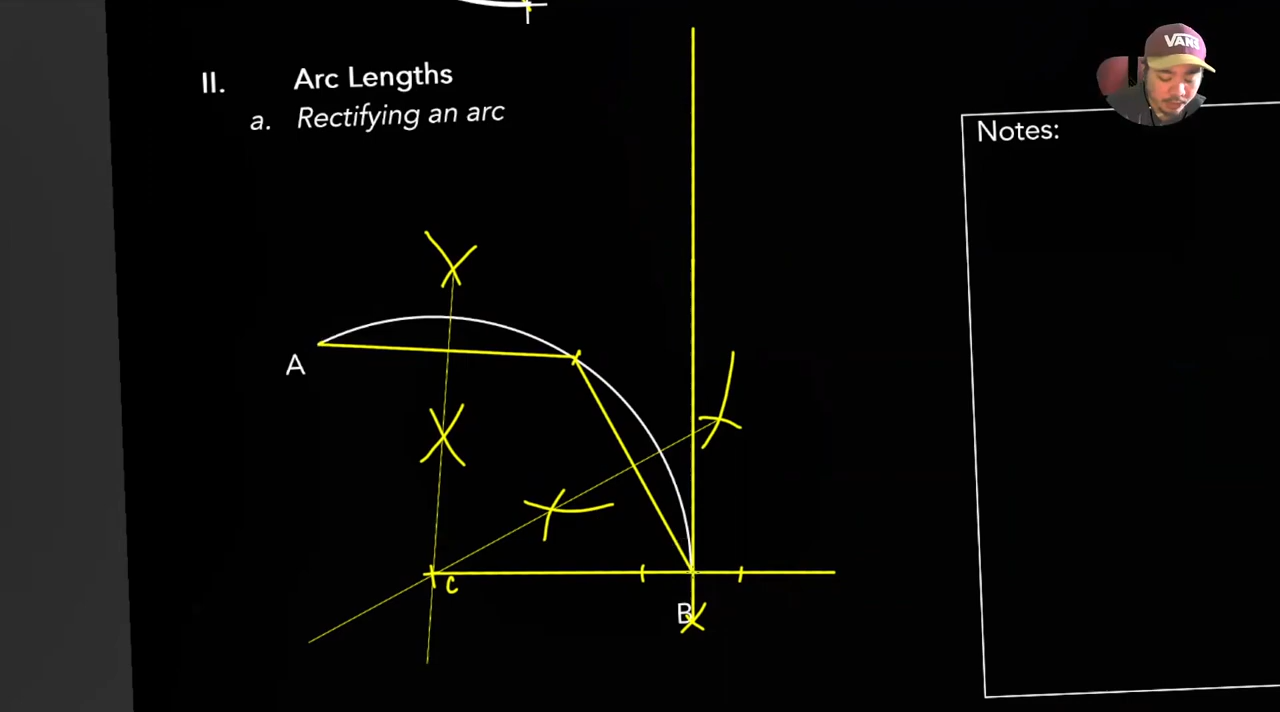 II. Arc Lengths
a. Rectifying an arc
Notes:
VANS
A
C
B